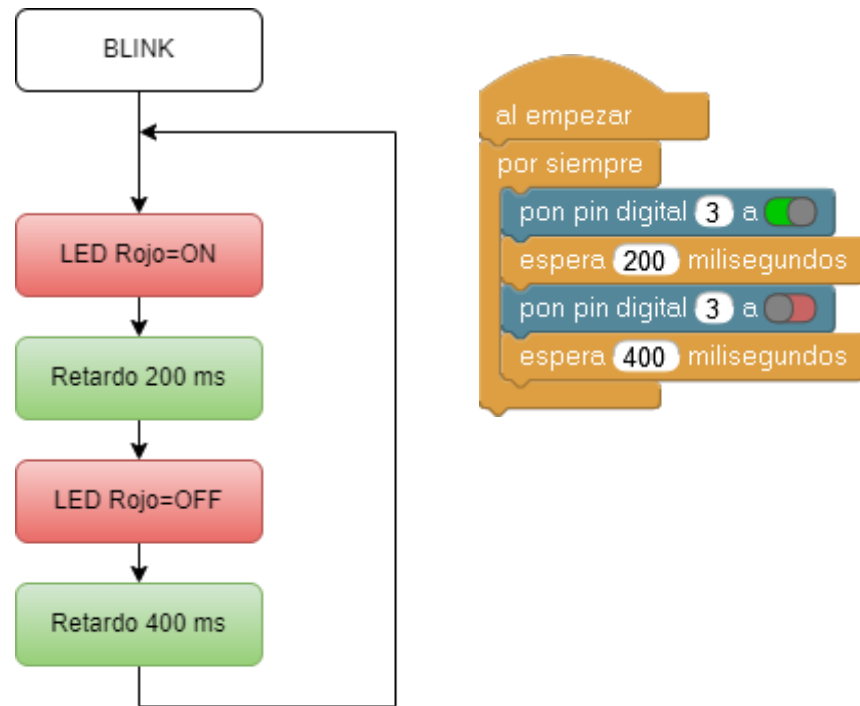 BLINK
LED Rojo=ON
Retardo 200 ms
LED Rojo=OFF
Retardo 400 ms
al empezar
por siempre
pon pin digital 3 a
espera 200 milisegundos
pon pin digital 3 a
espera 400 milisegundos